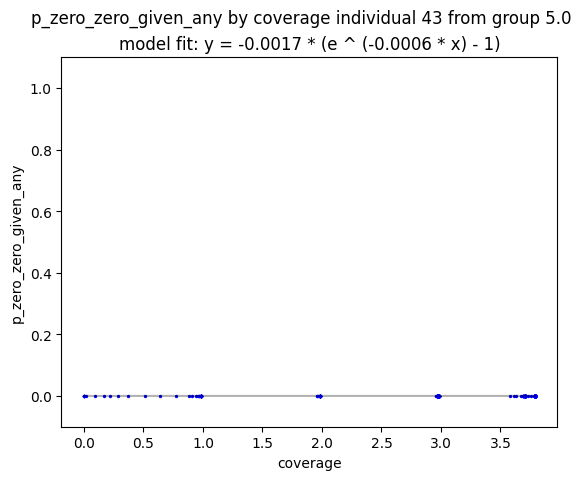 p_zero_zero_given_any by coverage individual 43 from group 5.0
model fit: y = -0.0017 * (e ^ (-0.0006 * x) - 1)
1.0
0.8
0.6
0.4
0.2
0.0
p_zero_zero_given_any
0.0 0.5 1.0 1.5 2.0 2.5 3.0 3.5
coverage